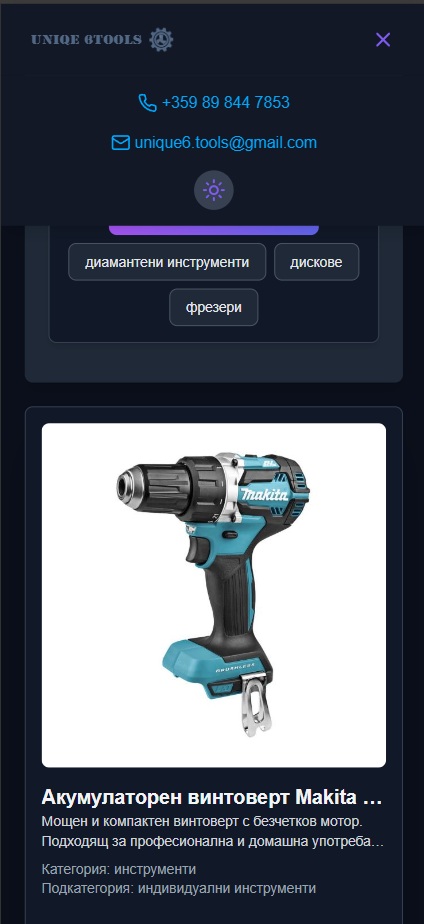 UNIQE 6TOOLS
+359 89 844 7853
unique6.tools@gmail.com
диамантени инструменти
дискове
фрезери
makita
BRUSHLESS
Акумулаторен винтоверт Makita ...
Мощен и компактен винтоверт с безчетков мотор.
Подходящ за професионална и домашна употреба...
Категория: инструменти
Подкатегория: индивидуални инструменти